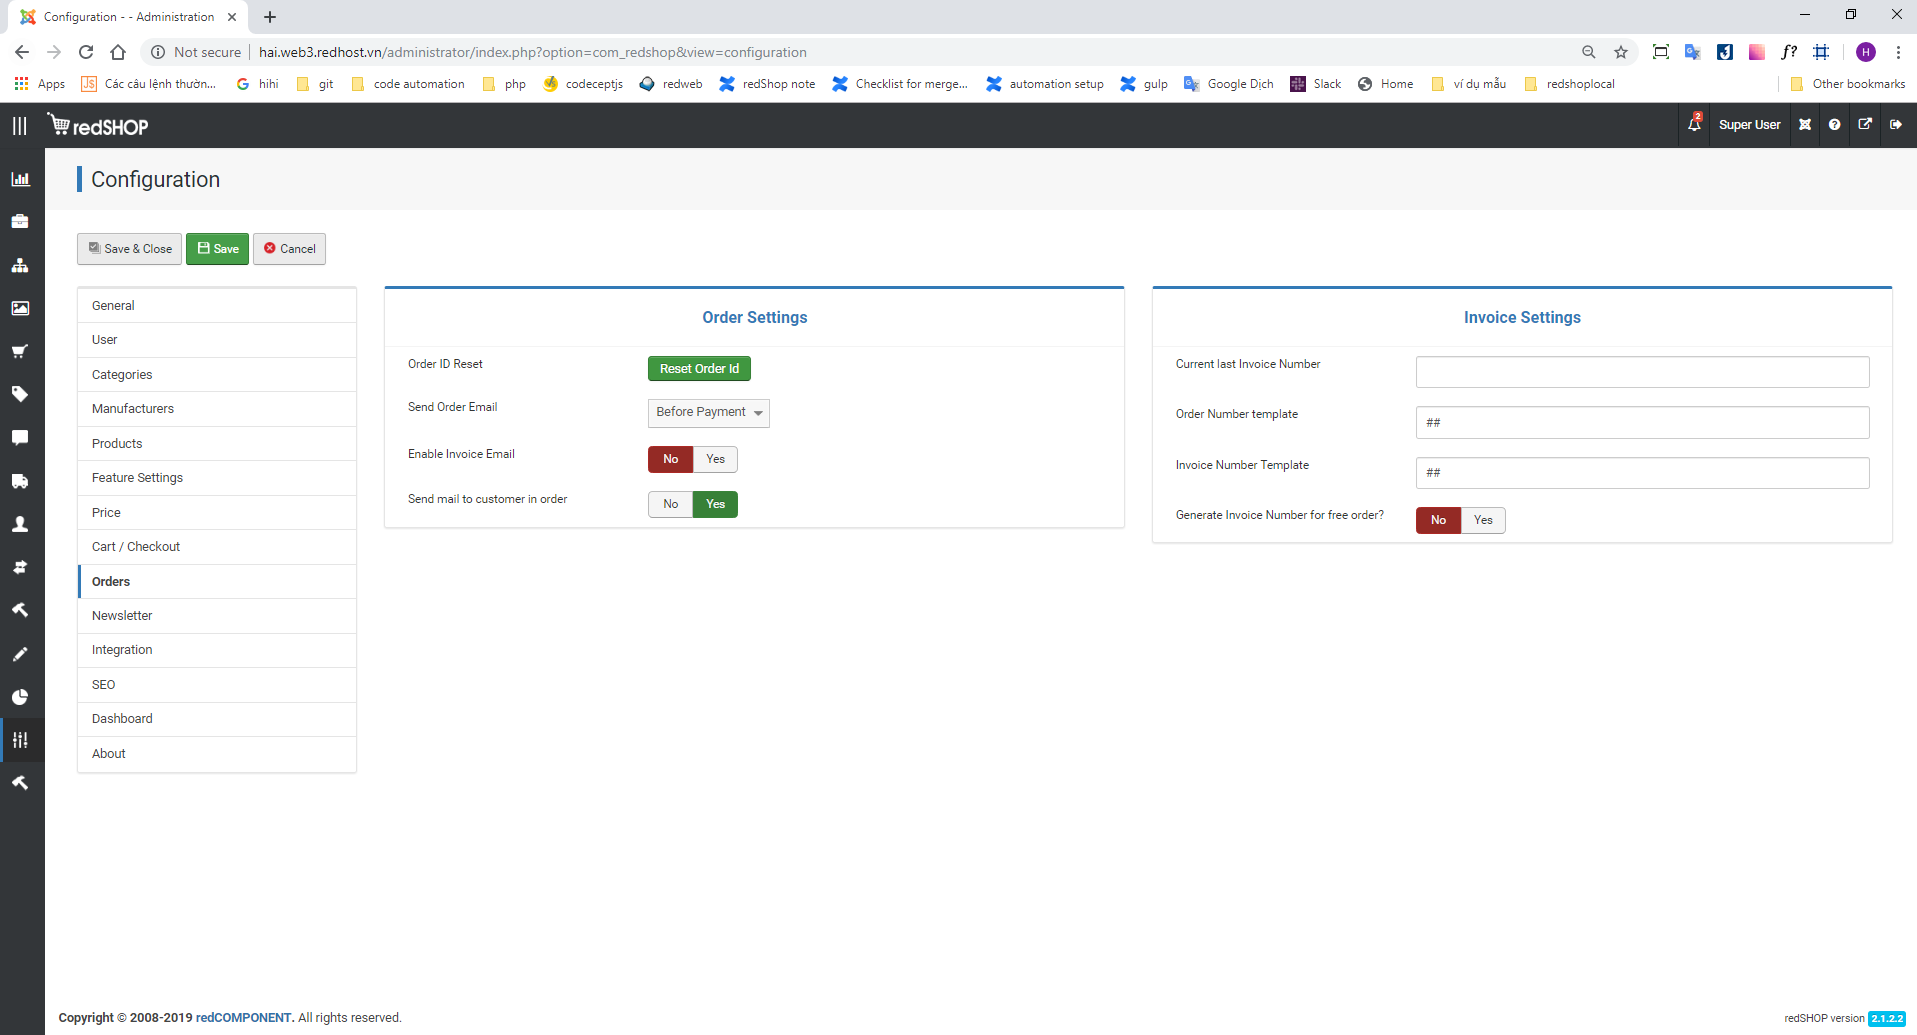 Configuration - - Administration
Not secure | hai.web3.redhost.vn/administrator/index.php?option=com_redshop&view=configuration
f?
H
Apps
JS Các câu lệnh thườn...
hihi
git
code automation
php
codeceptjs
redweb
redShop note
Checklist for merge...
automation setup
gulp
Google Dịch
Slack
Home
ví dụ mẫu
redshoplocal
Other bookmarks
redSHOP
2
Super User
Configuration
Save & Close
Save
Cancel
General
User
Categories
Manufacturers
Products
Feature Settings
Price
Cart / Checkout
Orders
Newsletter
Integration
SEO
Dashboard
About
Order Settings
Order ID Reset
Reset Order Id
Send Order Email
Before Payment
Enable Invoice Email
No Yes
Send mail to customer in order
No Yes
Invoice Settings
Current last Invoice Number
Order Number template
##
Invoice Number Template
##
Generate Invoice Number for free order?
No Yes
Copyright © 2008-2019 redCOMPONENT. All rights reserved.
redSHOP version 2.1.2.2